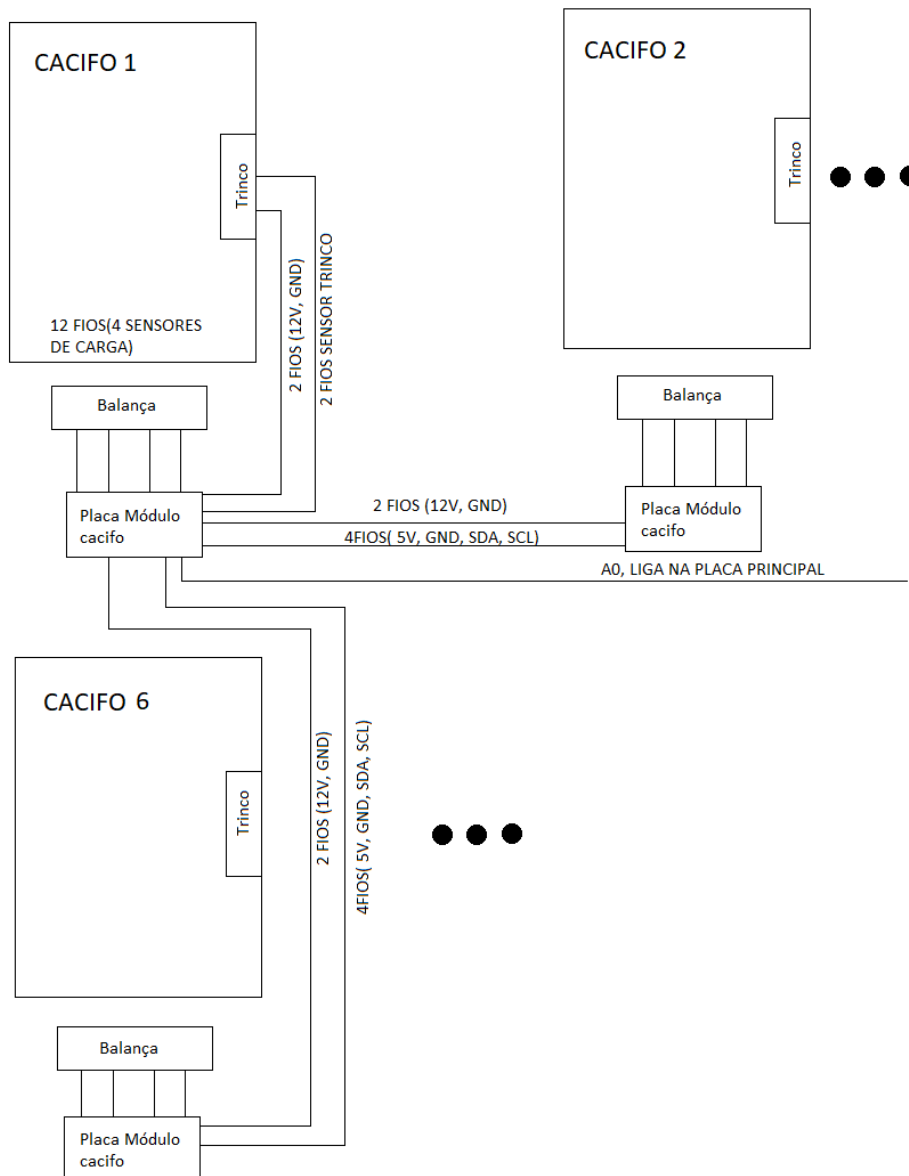 CACIFO 1
Trinco
12 FIOS(4 SENSORES
DE CARGA)
2 FIOS (12V, GND)
2 FIOS SENSOR TRINCO
Balança
Placa Módulo
cacifo
CACIFO 2
Trinco
Balança
Placa Módulo
cacifo
2 FIOS (12V, GND)
4FIOS( 5V, GND, SDA, SCL)
A0, LIGA NA PLACA PRINCIPAL
CACIFO 6
Trinco
2 FIOS (12V, GND)
4FIOS( 5V, GND, SDA, SCL)
Balança
Placa Módulo
cacifo